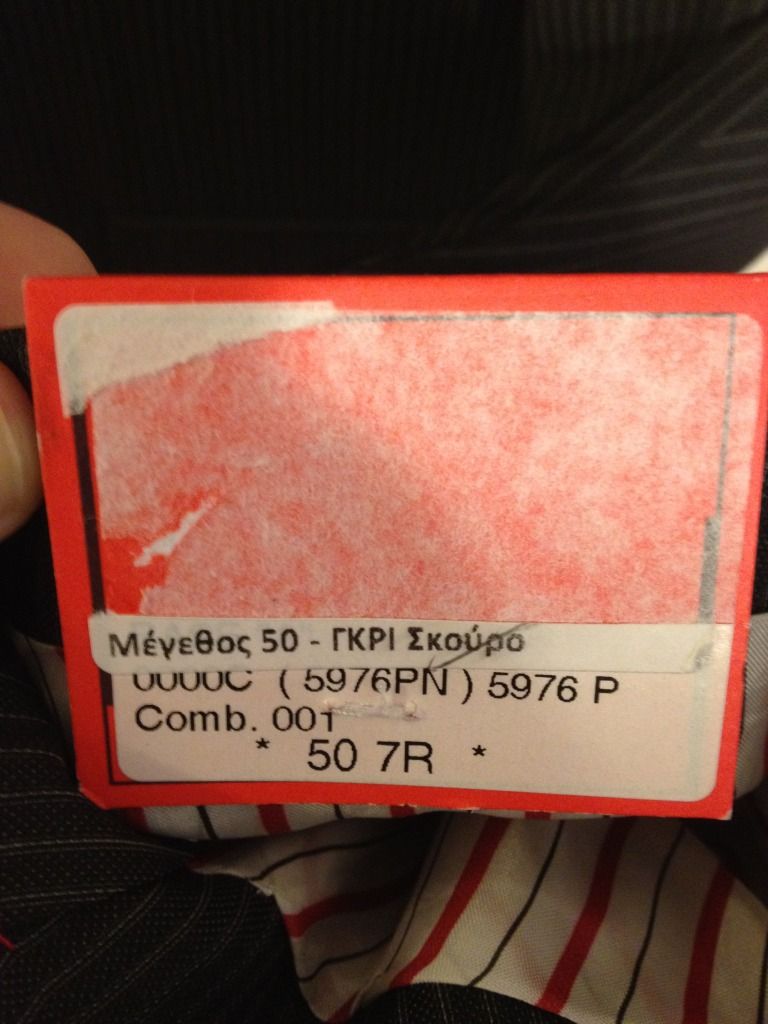 Μέγεθος 50 - ΓΚΡΙ Σκούρο
0000C ( 5976PN ) 5976 P
Comb. 001
* 50 7R *